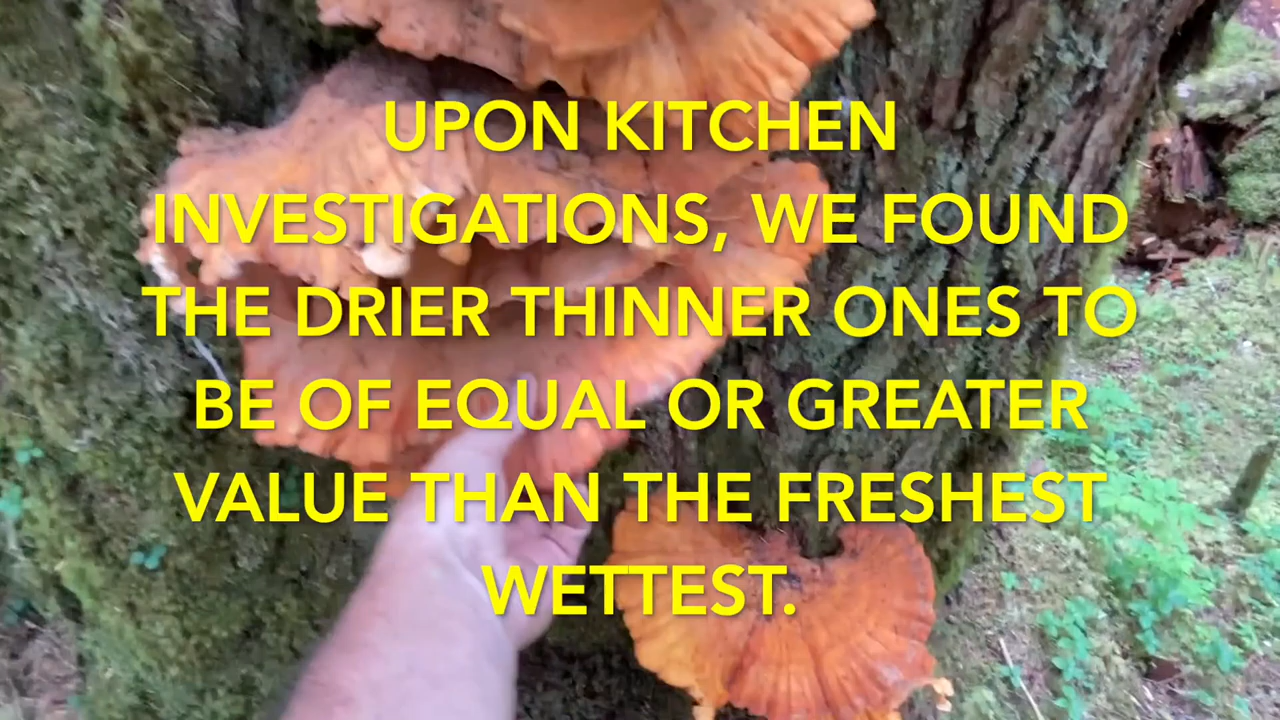 UPON KITCHEN
INVESTIGATIONS, WE FOUND
THE DRIER THINNER ONES TO
BE OF EQUAL OR GREATER
VALUE THAN THE FRESHEST
WETTEST.